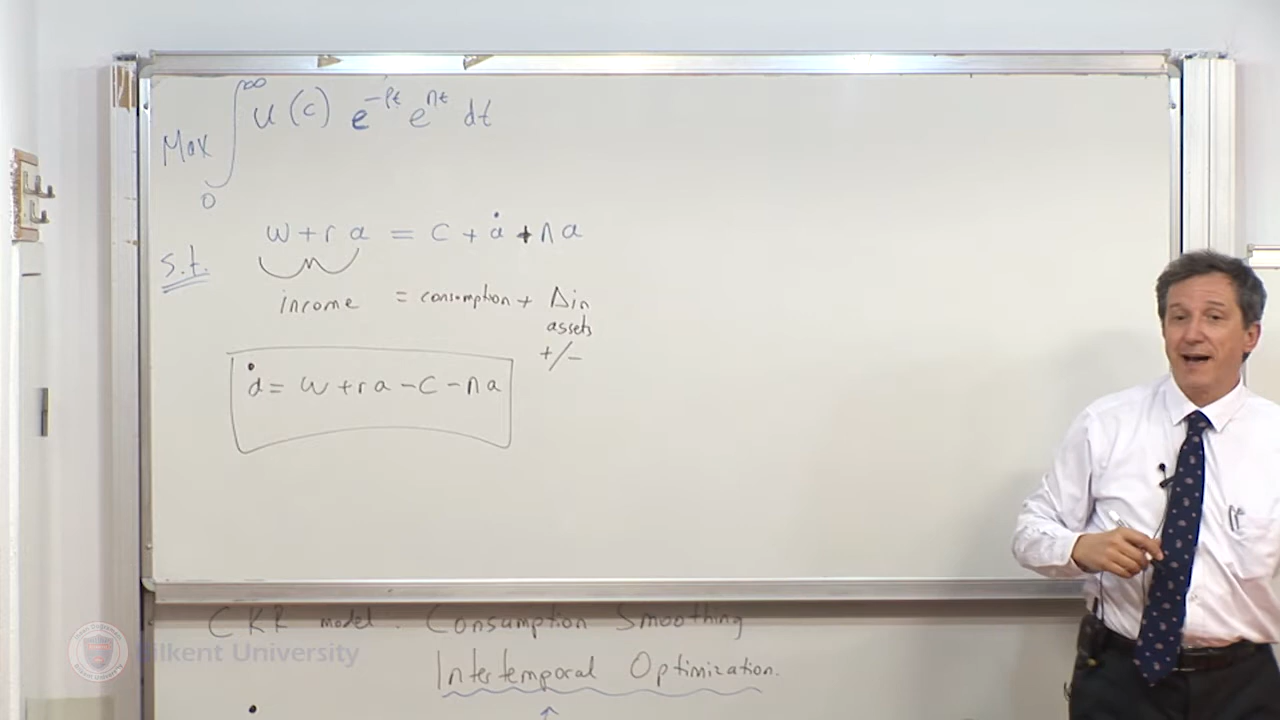 Max ∫₀^∞ u(c) e^{-ρt} e^{nt} dt
s.t. w + r a = c + ȧ + n a
income = consumption + Δ in
assets
+/-
ȧ = w + r a - c - n a
CKR model. Consumption Smoothing
Intertemporal Optimization.
Bilkent University